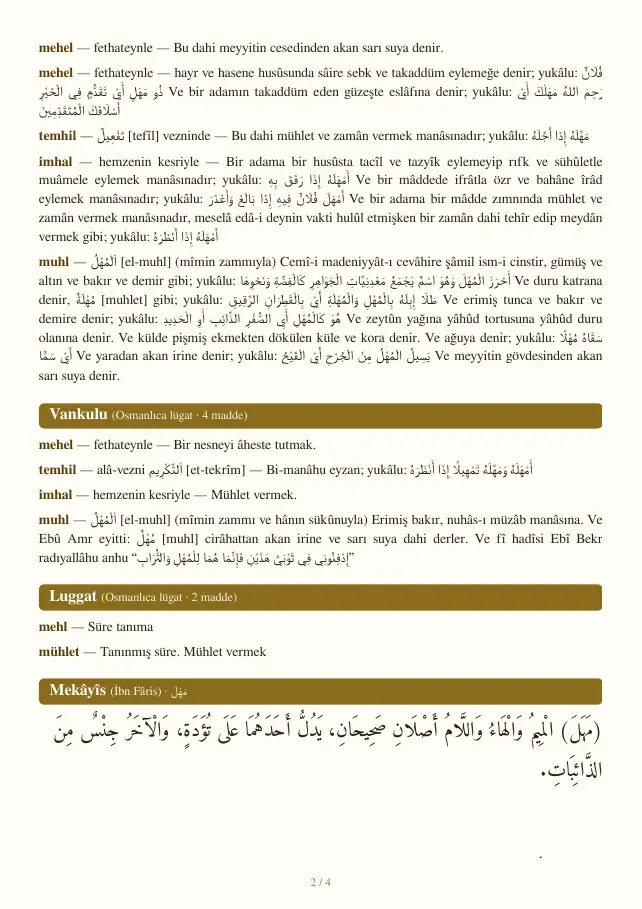 mehel — fethateynle — Bu dahi meyyitin cesedinden akan sarı suya denir.
mehel — fethateynle — hayr ve hasene husûsunda sâire sebk ve takaddüm eylemeğe denir; yukâlu: فُلَانٌ
ذُو مَهَلٍ أَيْ تَقَدُّمٍ فِي الْخَيْرِ Ve bir adamın takaddüm eden güzeşte eslâfına denir; yukâlu: رَحِمَ اللهُ مَهَلَكَ أَيْ
أَسْلَافَكَ الْمُتَقَدِّمِينَ
temhil — تَفْعِيلٌ [tefîl] vezninde — Bu dahi mühlet ve zamân vermek manâsınadır; yukâlu: مَهَّلَهُ إِذَا أَجَّلَهُ
imhal — hemzenin kesriyle — Bir adama bir husûsta tacîl ve tazyîk eylemeyip rıfk ve sühûletle
muâmele eylemek manâsınadır; yukâlu: أَمْهَلَهُ إِذَا رَفَقَ بِهِ Ve bir mâddede ifrâtla özr ve bahâne îrâd
eylemek manâsınadır; yukâlu: أَمْهَلَ فُلَانٌ فِيهِ إِذَا بَالَغَ وَأَعْذَرَ Ve bir adama bir mâdde zımnında mühlet ve
zamân vermek manâsınadır, meselâ edâ-i deynin vakti hulûl etmişken bir zamân dahi tehîr edip meydân
vermek gibi; yukâlu: أَمْهَلَهُ إِذَا أَنْظَرَهُ
muhl — اَلْمُهْلُ [el-muhl] (mîmin zammıyla) Cemî-i madeniyyât-ı cevâhire şâmil ism-i cinstir, gümüş ve
altın ve bakır ve demir gibi; yukâlu: أَحْرَزَ الْمُهْلَ وَهُوَ اسْمٌ يَجْمَعُ مَعْدِنِيَّاتِ الْجَوَاهِرِ كَالْفِضَّةِ وَنَحْوِهَا Ve duru katrana
denir, مُهْلَةٌ [muhlet] gibi; yukâlu: طَلَا إِبِلَهُ بِالْمُهْلِ وَالْمُهْلَةِ أَيْ بِالْقَطِرَانِ الرَّقِيقِ Ve erimiş tunca ve bakır ve
demire denir; yukâlu: هُوَ كَالْمُهْلِ أَيِ الصُّفْرِ الذَّائِبِ أَوِ الْحَدِيدِ Ve zeytûn yağına yâhûd tortusuna yâhûd duru
olanına denir. Ve külde pişmiş ekmekten dökülen küle ve kora denir. Ve ağuya denir; yukâlu: سَقَاهُ مُهْلًا
أَيْ سَمًّا Ve yaradan akan irine denir; yukâlu: يَسِيلُ الْمُهْلُ مِنَ الْجُرْحِ أَيِ الْقَيْحُ Ve meyyitin gövdesinden akan
sarı suya denir.
Vankulu (Osmanlıca lügat · 4 madde)
mehel — fethateynle — Bir nesneyi âheste tutmak.
temhil — alâ-vezni اَلتَّكْرِيمِ [et-tekrîm] — Bi-manâhu eyzan; yukâlu: أَمْهَلَهُ وَمَهَّلَهُ تَمْهِيلًا إِذَا أَنْظَرَهُ
imhal — hemzenin kesriyle — Mühlet vermek.
muhl — اَلْمُهْلُ [el-muhl] (mîmin zammı ve hânın sükûnuyla) Erimiş bakır, nuhâs-ı müzâb manâsına. Ve
Ebû Amr eyitti: مُهْلٌ [muhl] cirâhattan akan irine ve sarı suya dahi derler. Ve fî hadîsi Ebî Bekr
radıyallâhu anhu “إِدْفِنُونِي فِي ثَوْبَيَّ هَذَيْنِ فَإِنَّمَا هُمَا لِلْمُهْلِ وَالتُّرَابِ”
Luggat (Osmanlıca lügat · 2 madde)
mehl — Süre tanıma
mühlet — Tanınmış süre. Mühlet vermek
Mekâyîs (İbn Fâris) · مَهَلَ
(مَهَلَ) الْمِيمُ وَالْهَاءُ وَاللَّامُ أَصْلَانِ صَحِيحَانِ، يَدُلُّ أَحَدُهُمَا عَلَى تُؤَدَةٍ، وَالْآخَرُ جِنْسٌ مِنَ
الذَّائِبَاتِ.
2 / 4